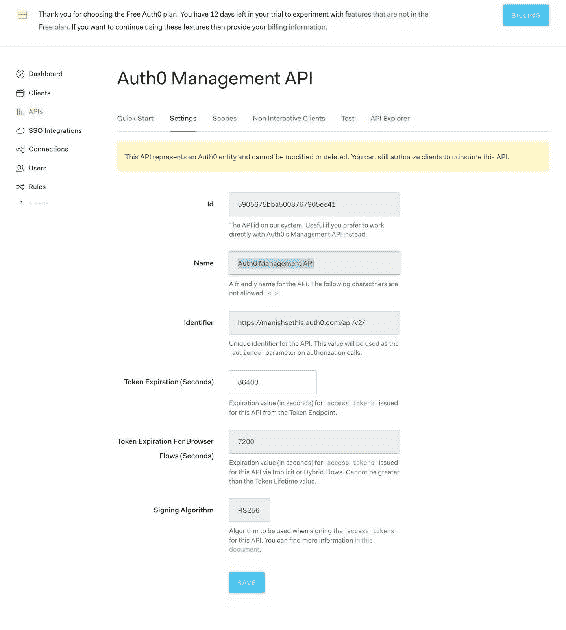 Thank you for choosing the Free Auth0 plan. You have 12 days left in your trial to experiment with features that are not in the
Free plan. If you want to continue using these features then provide your billing information.
Dashboard
Clients
APIs
SSO Integrations
Connections
Users
Rules
Auth0 Management API
Quick Start Settings Scopes Non Interactive Clients Test API Explorer
This API represents an Auth0 entity and cannot be modified or deleted. You can still authorize clients to consume this API.
Id
The API id on our system. Useful if you prefer to work
directly with Auth0's Management API instead.
Name Auth0 Management API
A friendly name for the API. The following characters are
not allowed < >
Identifier https://manishsethis.auth0.com/api/v2/
Unique identifier for the API. This value will be used as the
audience parameter on authorization calls.
Token Expiration (Seconds) 86400
Expiration value (in seconds) for access tokens issued
for this API from the Token Endpoint.
Token Expiration For Browser
Flows (Seconds) 7200
Expiration value (in seconds) for access tokens issued
for this API via Implicit or Hybrid Flows. Cannot be greater
than the Token Lifetime value.
Signing Algorithm RS256
Algorithm to be used when signing the access tokens
for this API. You can find more information in this
document.
SAVE